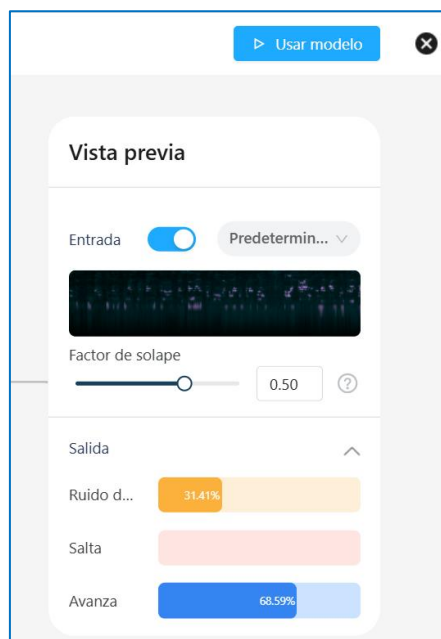 Usar modelo
Vista previa
Entrada
Predetermin...
Factor de solape
0.50
?
Salida
Ruido d...
31.41%
Salta
Avanza
68.59%